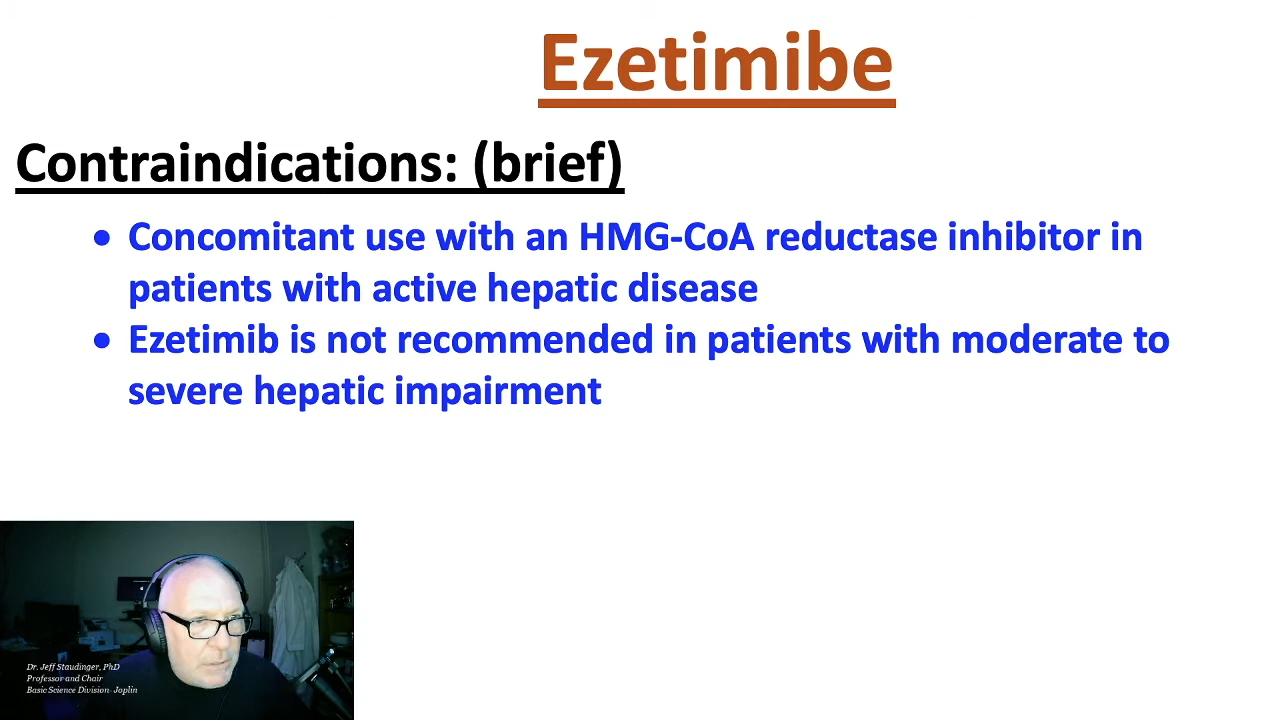 Ezetimibe
Contraindications: (brief)
• Concomitant use with an HMG-CoA reductase inhibitor in
patients with active hepatic disease
• Ezetimib is not recommended in patients with moderate to
severe hepatic impairment
Dr. Jeff Staudinger, PhD
Professor and Chair
Basic Science Division- Joplin